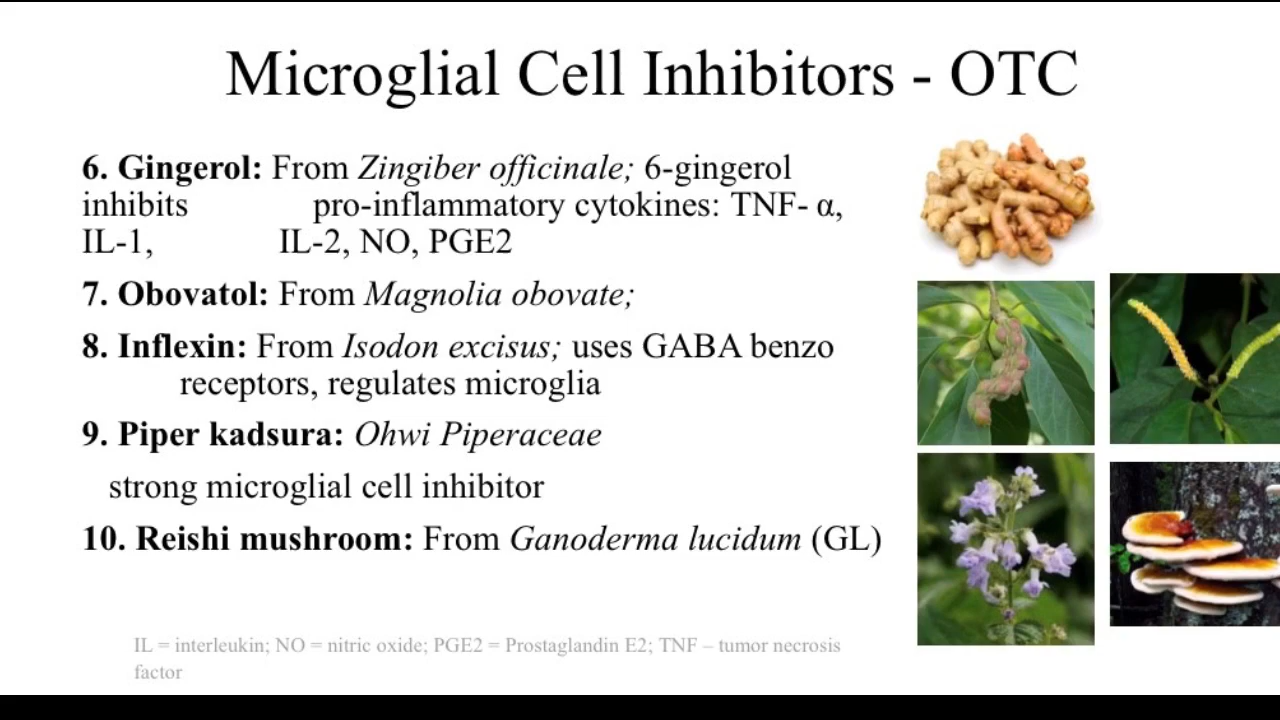 Microglial Cell Inhibitors - OTC
6. Gingerol: From Zingiber officinale; 6-gingerol
inhibits pro-inflammatory cytokines: TNF- α,
IL-1, IL-2, NO, PGE2
7. Obovatol: From Magnolia obovate;
8. Inflexin: From Isodon excisus; uses GABA benzo
receptors, regulates microglia
9. Piper kadsura: Ohwi Piperaceae
strong microglial cell inhibitor
10. Reishi mushroom: From Ganoderma lucidum (GL)
IL = interleukin; NO = nitric oxide; PGE2 = Prostaglandin E2; TNF – tumor necrosis
factor